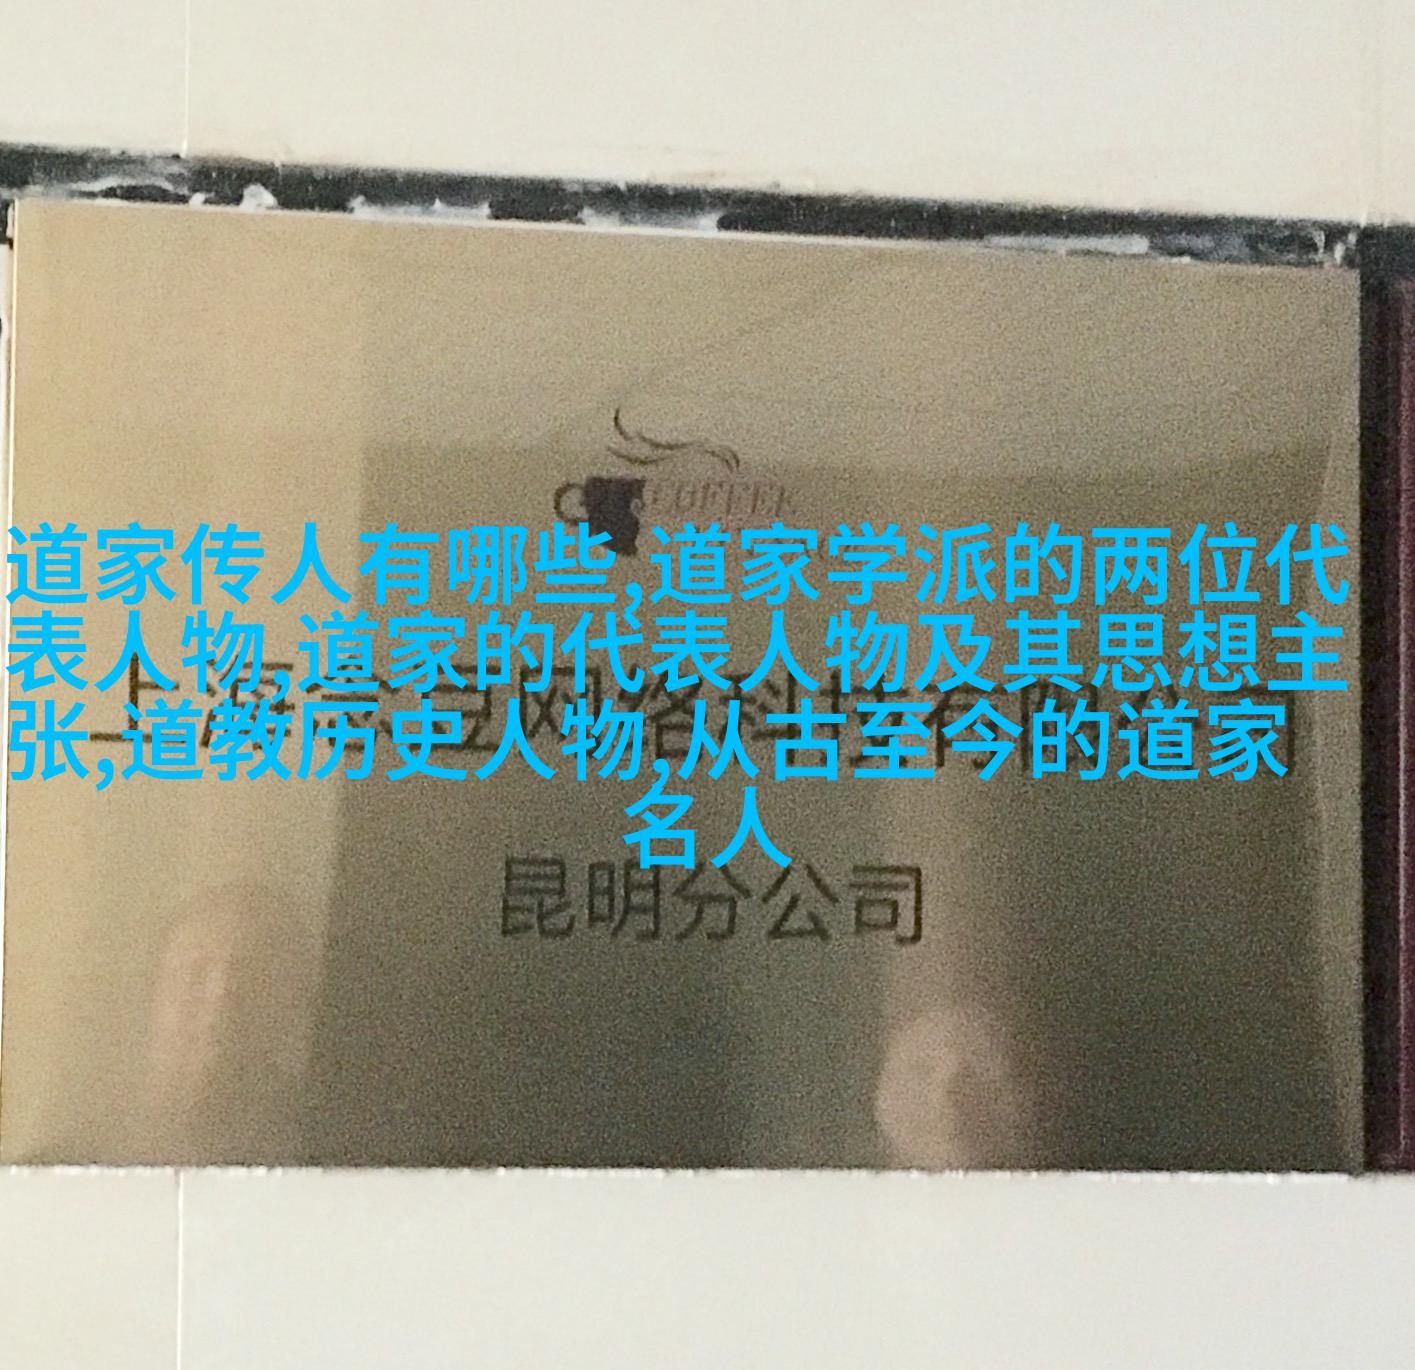 COFFEE
道家传人有哪些,道家学派的两位代
表人物,道家的代表人物及其思想主
张,道教历史人物,从古至今的道家
名人
昆明分公司